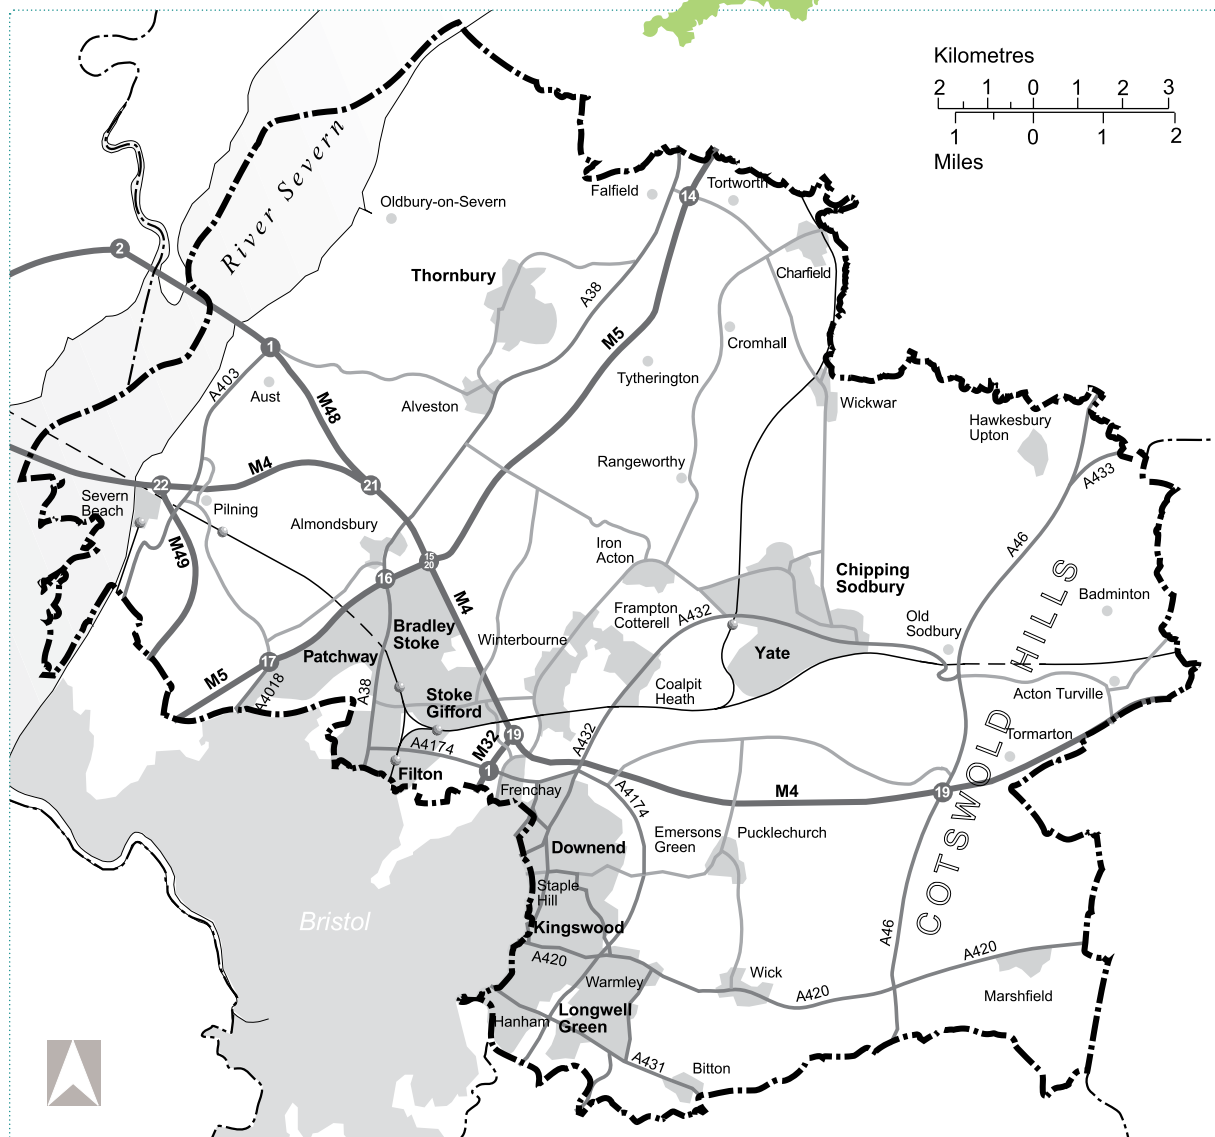 Kilometres
2 1 0 1 2 3
1 0 1 2
Miles
River Severn
Falfield
Tortworth
14
Oldbury-on-Severn
2
Thornbury
Charfield
A38
M5
Cromhall
1
Tytherington
A403
Aust
M48
Alveston
Wickwar
Hawkesbury
Upton
M4
Rangeworthy
A433
22
21
Severn
Beach
Pilning
Almondsbury
M49
Iron
Acton
A46
15
20
16
Chipping
Sodbury
M4
Frampton
Cotterell
A432
Old
Sodbury
Badminton
HILLS
Bradley
Stoke
Winterbourne
Patchway
Yate
17
M5
A4018
A38
Stoke
Gifford
Coalpit
Heath
Acton Turville
A4174
M32
19
A432
Tormarton
Filton
1
Frenchay
A4174
M4
19
COTSWOLD
Emersons
Green
Pucklechurch
Downend
Staple
Hill
Bristol
Kingswood
A46
A420
A420
Warmley
Wick
A420
Marshfield
Hanham
Longwell
Green
A431
Bitton